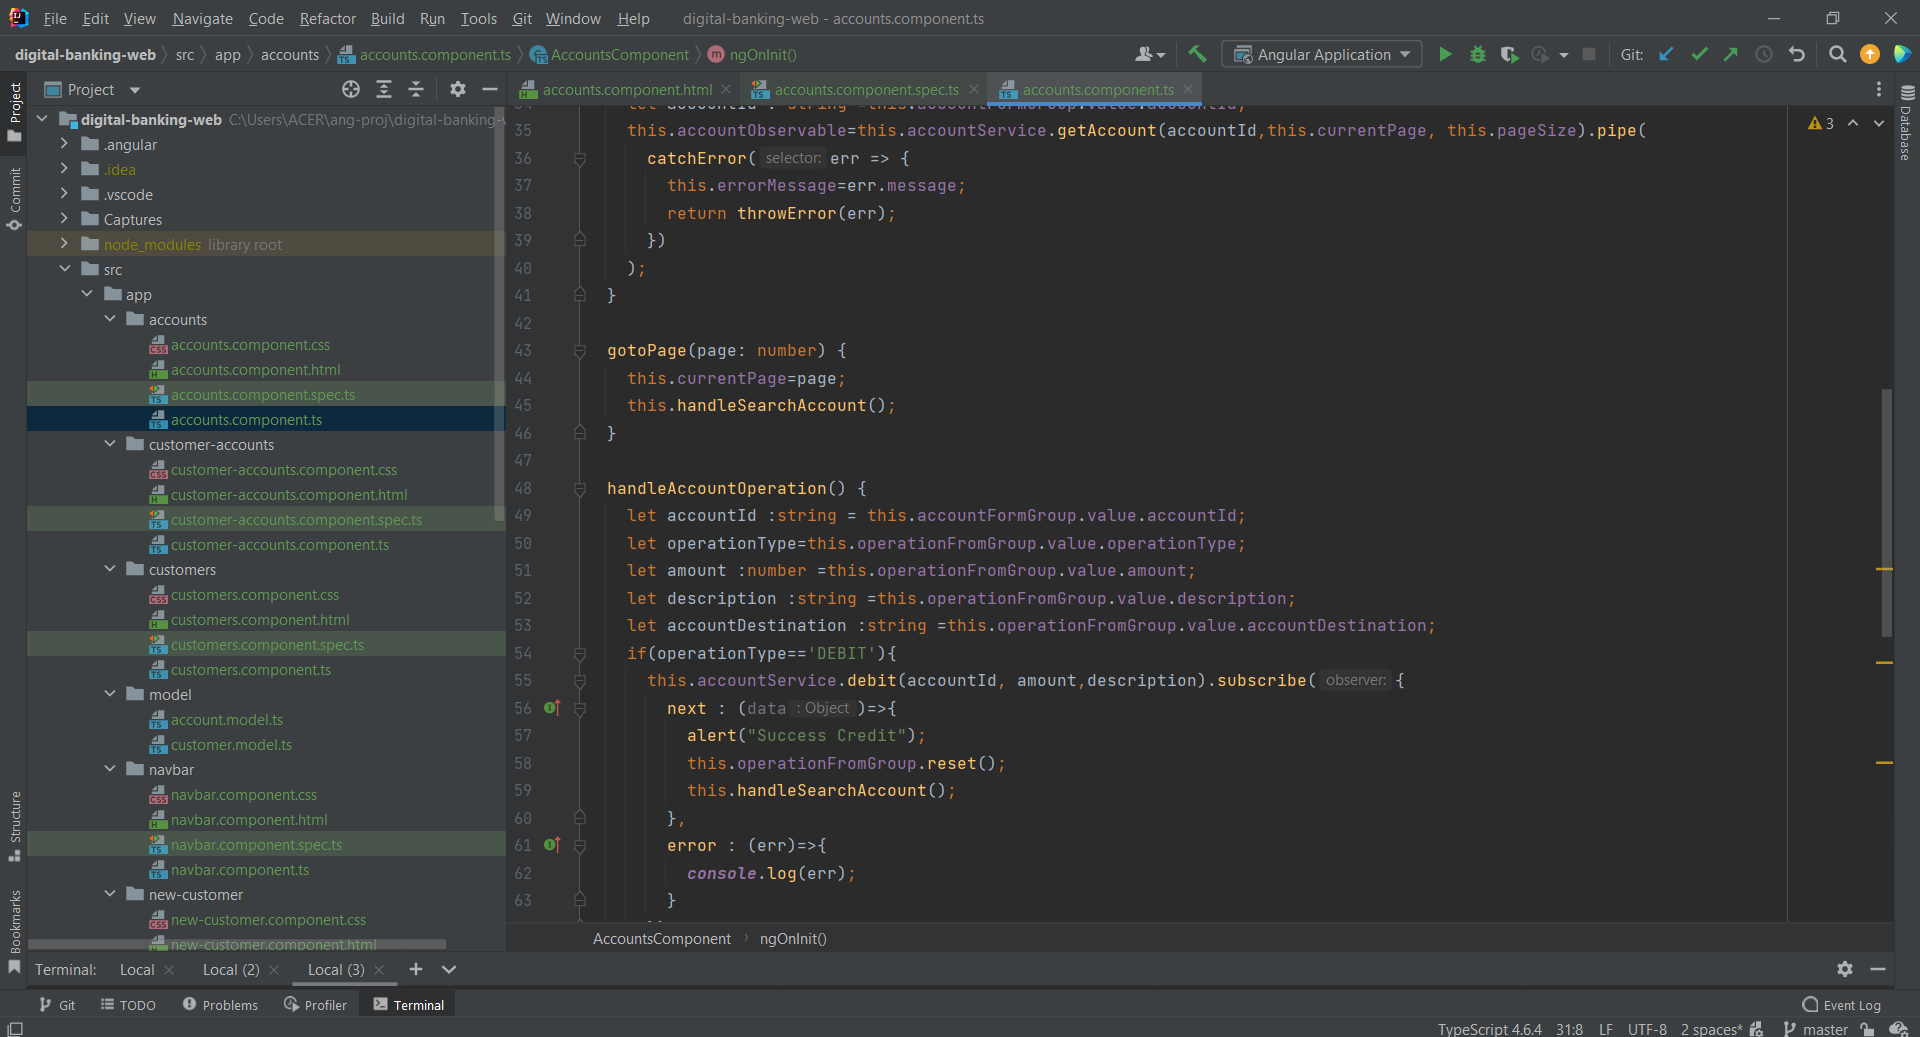 File Edit View Navigate Code Refactor Build Run Tools Git Window Help digital-banking-web - accounts.component.ts
digital-banking-web src app accounts accounts.component.ts AccountsComponent ngOnInit() Angular Application Git:
Project
accounts.component.html accounts.component.spec.ts accounts.component.ts
Project
Commit
Structure
Bookmarks
Database
3
digital-banking-web C:\Users\ACER\ang-proj\digital-banking-
.angular
.idea
.vscode
Captures
node_modules library root
src
app
accounts
accounts.component.css
accounts.component.html
accounts.component.spec.ts
accounts.component.ts
customer-accounts
customer-accounts.component.css
customer-accounts.component.html
customer-accounts.component.spec.ts
customer-accounts.component.ts
customers
customers.component.css
customers.component.html
customers.component.spec.ts
customers.component.ts
model
account.model.ts
customer.model.ts
navbar
navbar.component.css
navbar.component.html
navbar.component.spec.ts
navbar.component.ts
new-customer
new-customer.component.css
new-customer.component.html
34 let accountId : string =this.accountFormGroup.value.accountId;
35 this.accountObservable=this.accountService.getAccount(accountId,this.currentPage, this.pageSize).pipe(
36 catchError( selector: err => {
37 this.errorMessage=err.message;
38 return throwError(err);
39 })
40 );
41 }
42
43 gotoPage(page: number) {
44 this.currentPage=page;
45 this.handleSearchAccount();
46 }
47
48 handleAccountOperation() {
49 let accountId :string = this.accountFormGroup.value.accountId;
50 let operationType=this.operationFromGroup.value.operationType;
51 let amount :number =this.operationFromGroup.value.amount;
52 let description :string =this.operationFromGroup.value.description;
53 let accountDestination :string =this.operationFromGroup.value.accountDestination;
54 if(operationType=='DEBIT'){
55 this.accountService.debit(accountId, amount,description).subscribe( observer: {
56 next : (data : Object )=>{
57 alert("Success Credit");
58 this.operationFromGroup.reset();
59 this.handleSearchAccount();
60 },
61 error : (err)=>{
62 console.log(err);
63 }
AccountsComponent ngOnInit()
Terminal: Local Local (2) Local (3)
Git TODO Problems Profiler Terminal Event Log
TypeScript 4.6.4 31:8 LF UTF-8 2 spaces* master